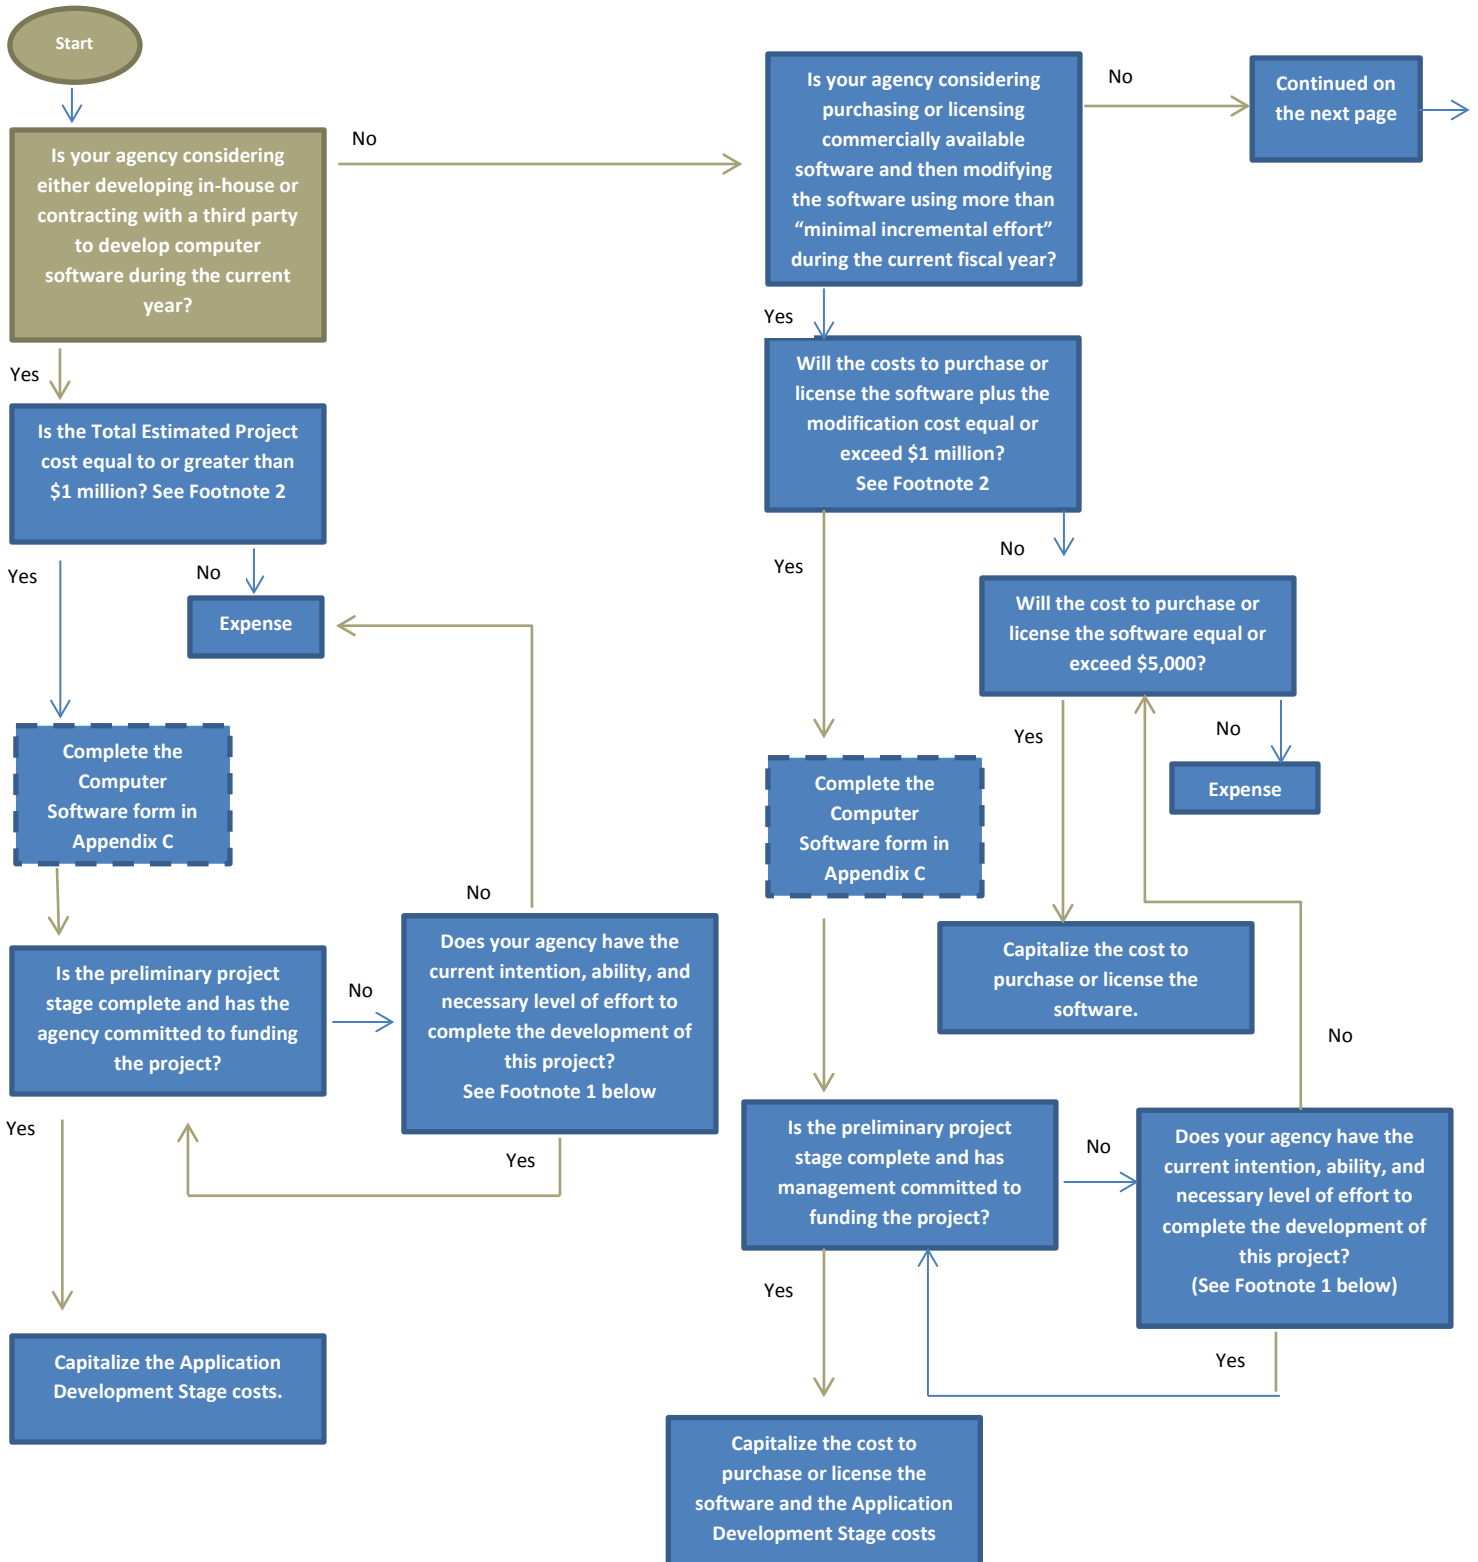 Start
Is your agency considering
either developing in-house or
contracting with a third party
to develop computer
software during the current
year?
No
Is your agency considering
purchasing or licensing
commercially available
software and then modifying
the software using more than
“minimal incremental effort”
during the current fiscal year?
No
Continued on
the next page
Yes
Is the Total Estimated Project
cost equal to or greater than
$1 million? See Footnote 2
Yes
No
Expense
Complete the
Computer
Software form in
Appendix C
Is the preliminary project
stage complete and has the
agency committed to funding
the project?
No
No
Does your agency have the
current intention, ability, and
necessary level of effort to
complete the development of
this project?
See Footnote 1 below
Yes
Yes
Capitalize the Application
Development Stage costs.
Yes
Will the costs to purchase or
license the software plus the
modification cost equal or
exceed $1 million?
See Footnote 2
Yes
No
Will the cost to purchase or
license the software equal or
exceed $5,000?
Yes
No
Expense
Complete the
Computer
Software form in
Appendix C
Capitalize the cost to
purchase or license the
software.
No
Is the preliminary project
stage complete and has
management committed to
funding the project?
No
Does your agency have the
current intention, ability, and
necessary level of effort to
complete the development of
this project?
(See Footnote 1 below)
Yes
Yes
Capitalize the cost to
purchase or license the
software and the Application
Development Stage costs